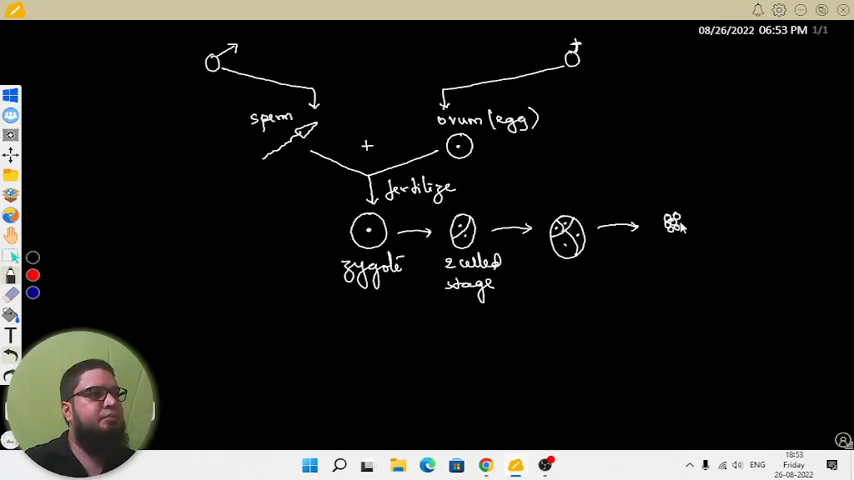 08/26/2022 06:53 PM 1/1
sperm
ovum (egg)
+
fertilize
zygote
2 celled
stage
T
ENG
18:53
Friday
26-08-2022